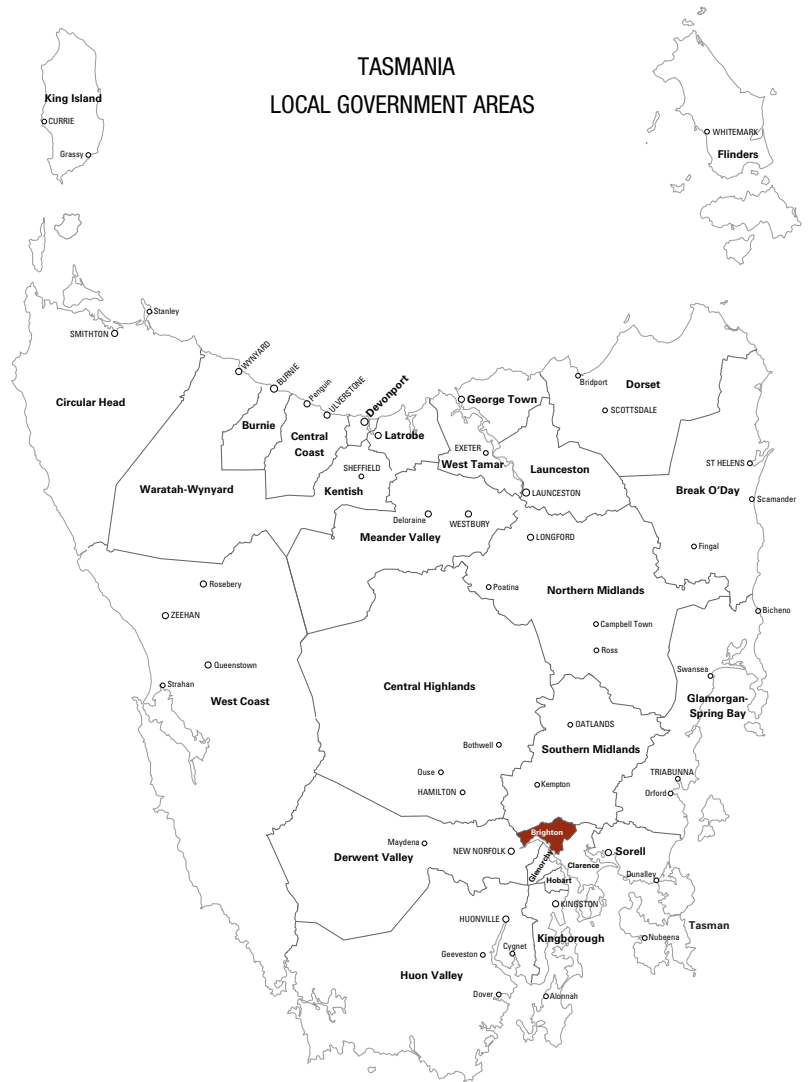 TASMANIA
LOCAL GOVERNMENT AREAS
King Island
CURRIE
Grassy
WHITEMARK
Flinders
Stanley
SMITHTON
WYNYARD
BURNIE
Penguin
ULVERSTONE
Devonport
Circular Head
Burnie
Central
Coast
Latrobe
George Town
Bridport
Dorset
SCOTTSDALE
SHEFFIELD
Kentish
EXETER
West Tamar
Launceston
LAUNCESTON
ST HELENS
Break O'Day
Scamander
Waratah-Wynyard
Deloraine
WESTBURY
Meander Valley
LONGFORD
Fingal
Rosebery
Poatina
Northern Midlands
ZEEHAN
Campbell Town
Bicheno
Ross
Queenstown
Strahan
West Coast
Central Highlands
Swansea
Glamorgan-
Spring Bay
OATLANDS
Bothwell
Southern Midlands
Ouse
HAMILTON
Kempton
TRIABUNNA
Orford
Brighton
Maydena
Derwent Valley
NEW NORFOLK
Glenorchy
Clarence
Sorell
Hobart
Dunalley
KINGSTON
HUONVILLE
Kingborough
Tasman
Nubeena
Geeveston
Cygnet
Huon Valley
Dover
Alonnah